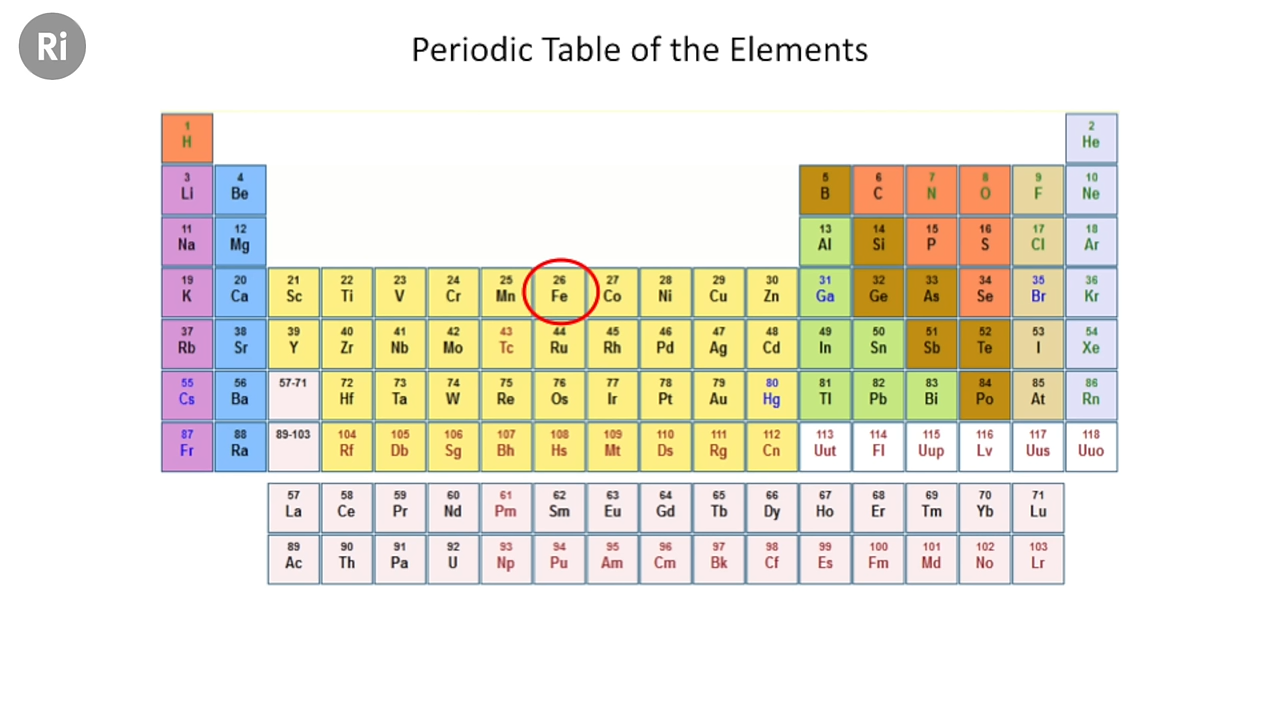 Ri
Periodic Table of the Elements
1 2
H He
3 4 5 6 7 8 9 10
Li Be B C N O F Ne
11 12 13 14 15 16 17 18
Na Mg Al Si P S Cl Ar
19 20 21 22 23 24 25 26 27 28 29 30 31 32 33 34 35 36
K Ca Sc Ti V Cr Mn Fe Co Ni Cu Zn Ga Ge As Se Br Kr
37 38 39 40 41 42 43 44 45 46 47 48 49 50 51 52 53 54
Rb Sr Y Zr Nb Mo Tc Ru Rh Pd Ag Cd In Sn Sb Te I Xe
55 56 57-71 72 73 74 75 76 77 78 79 80 81 82 83 84 85 86
Cs Ba Hf Ta W Re Os Ir Pt Au Hg Tl Pb Bi Po At Rn
87 88 89-103 104 105 106 107 108 109 110 111 112 113 114 115 116 117 118
Fr Ra Rf Db Sg Bh Hs Mt Ds Rg Cn Uut Fl Uup Lv Uus Uuo
57 58 59 60 61 62 63 64 65 66 67 68 69 70 71
La Ce Pr Nd Pm Sm Eu Gd Tb Dy Ho Er Tm Yb Lu
89 90 91 92 93 94 95 96 97 98 99 100 101 102 103
Ac Th Pa U Np Pu Am Cm Bk Cf Es Fm Md No Lr